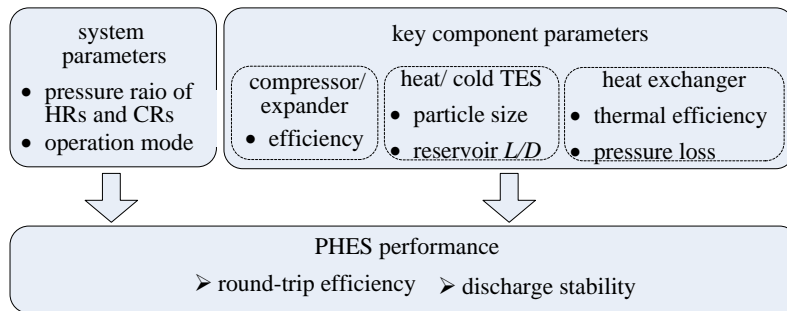 system
parameters
• pressure raio of
HRs and CRs
• operation mode
key component parameters
compressor/
expander
• efficiency
heat/ cold TES
• particle size
• reservoir L/D
heat exchanger
• thermal efficiency
• pressure loss
PHES performance
➢ round-trip efficiency ➢ discharge stability